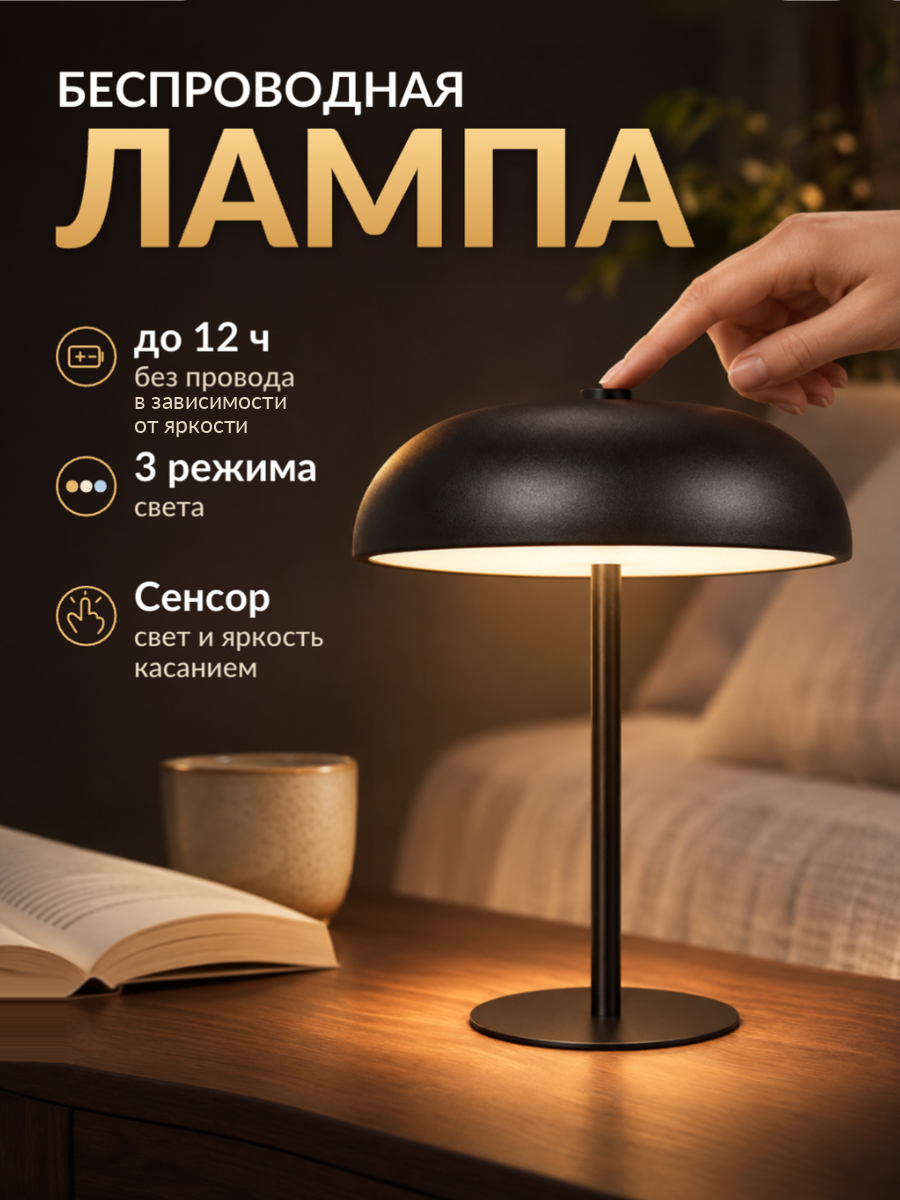 БЕСПРОВОДНАЯ
ЛАМПА
до 12 ч
без провода
в зависимости
от яркости
3 режима
света
Сенсор
свет и яркость
касанием